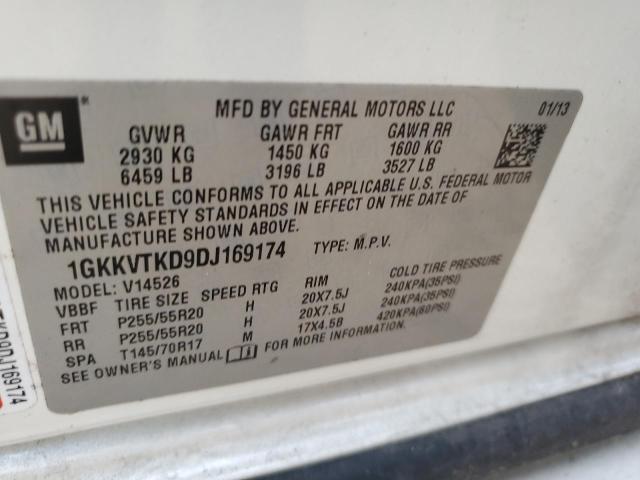 GM
MFD BY GENERAL MOTORS LLC 01/13
GVWR GAWR FRT GAWR RR
2930 KG 1450 KG 1600 KG
6459 LB 3196 LB 3527 LB
THIS VEHICLE CONFORMS TO ALL APPLICABLE U.S. FEDERAL MOTOR
VEHICLE SAFETY STANDARDS IN EFFECT ON THE DATE OF
MANUFACTURE SHOWN ABOVE.
1GKKVTKD9DJ169174 TYPE: M.P.V.
MODEL: V14526
VBBF TIRE SIZE SPEED RTG RIM COLD TIRE PRESSURE
FRT P255/55R20 H 20X7.5J 240KPA(35PSI)
RR P255/55R20 H 20X7.5J 240KPA(35PSI)
SPA T145/70R17 M 17X4.5B 420KPA(60PSI)
SEE OWNER'S MANUAL FOR MORE INFORMATION.
D9DJ169174